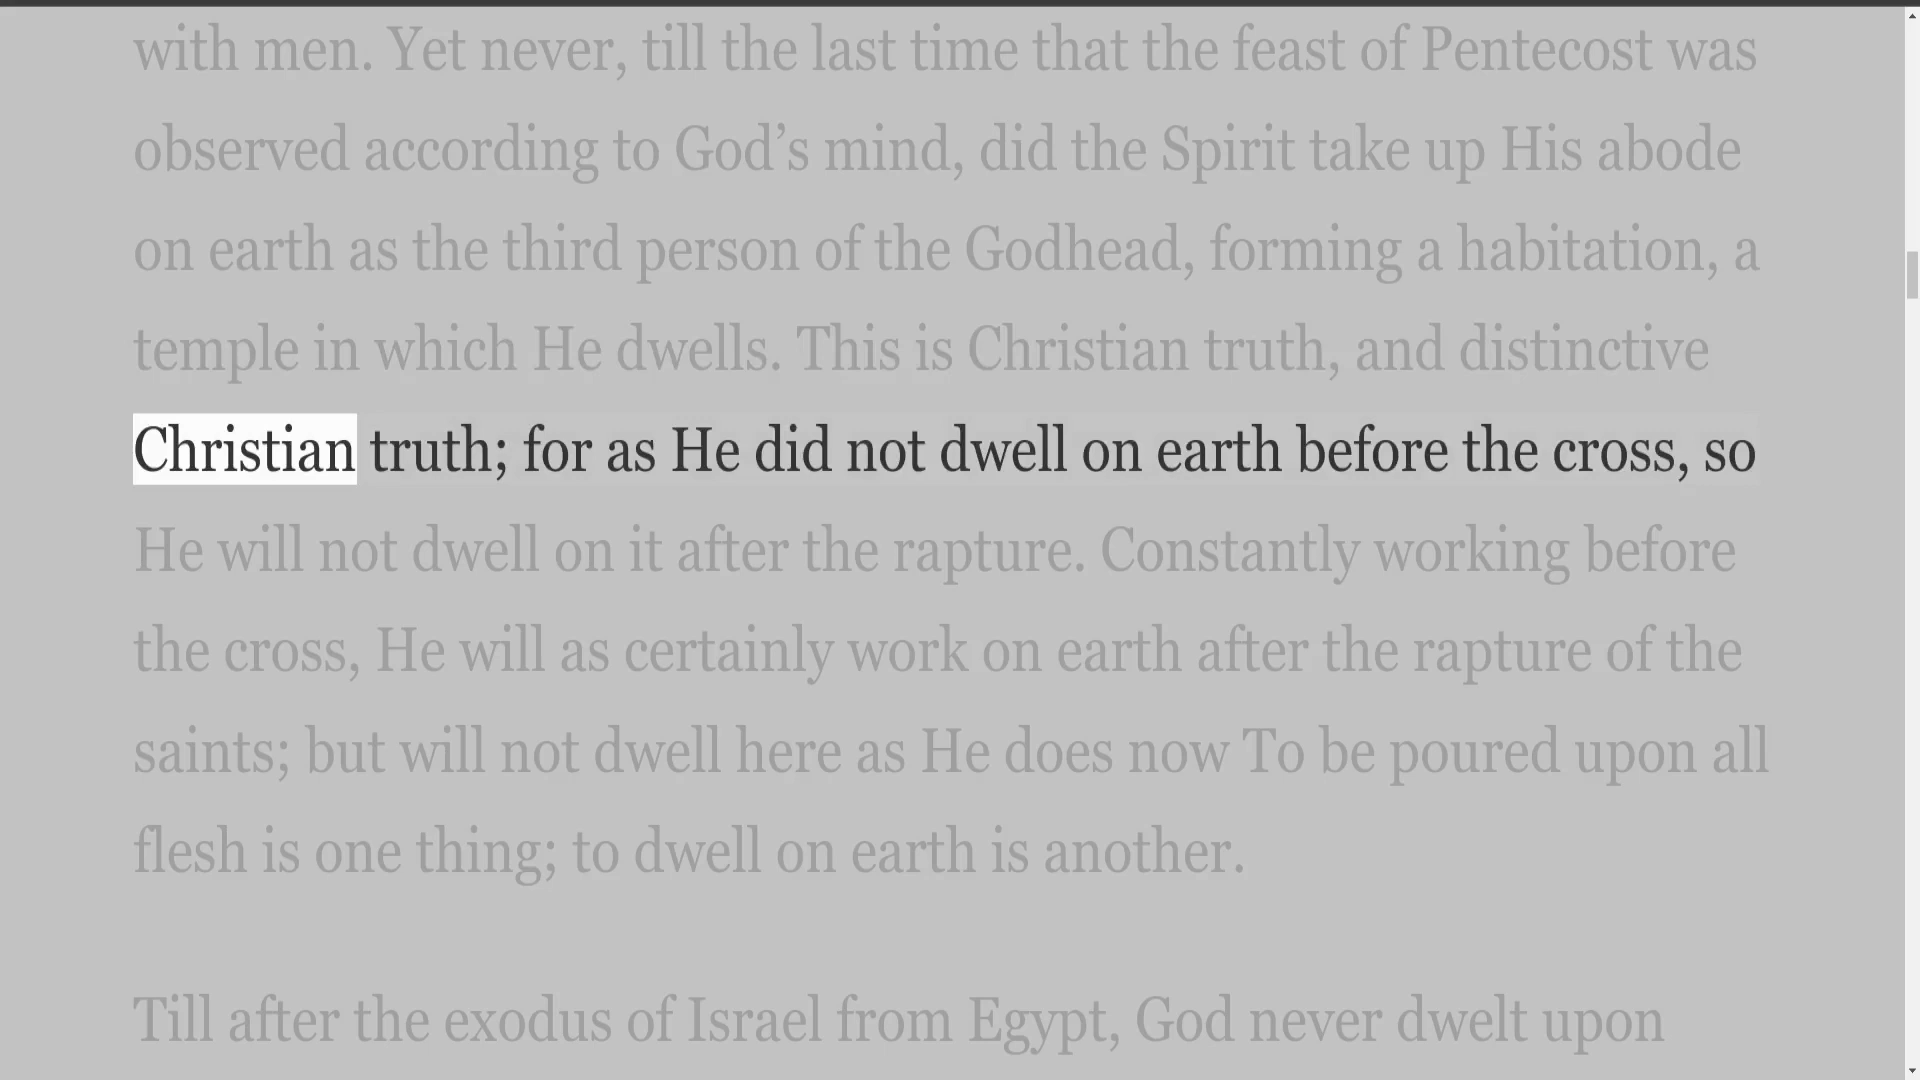 with men. Yet never, till the last time that the feast of Pentecost was
observed according to God’s mind, did the Spirit take up His abode
on earth as the third person of the Godhead, forming a habitation, a
temple in which He dwells. This is Christian truth, and distinctive
Christian truth; for as He did not dwell on earth before the cross, so
He will not dwell on it after the rapture. Constantly working before
the cross, He will as certainly work on earth after the rapture of the
saints; but will not dwell here as He does now To be poured upon all
flesh is one thing; to dwell on earth is another.
Till after the exodus of Israel from Egypt, God never dwelt upon